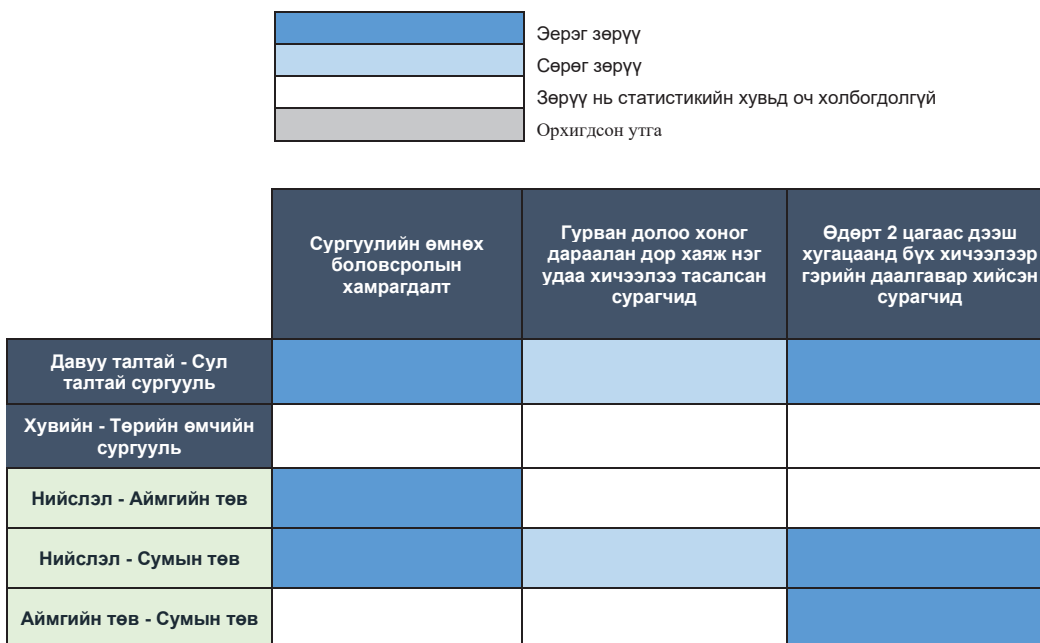 Эерэг зөрүү
Сөрөг зөрүү
Зөрүү нь статистикийн хувьд оч холбогдолгүй
Орхигдсон утга
Сургуулийн өмнөх
боловсролын
хамрагдалт
Гурван долоо хоног
дараалан дор хаяж нэг
удаа хичээлээ тасалсан
сурагчид
Өдөрт 2 цагаас дээш
хугацаанд бүх хичээлээр
гэрийн даалгавар хийсэн
сурагчид
Давуу талтай - Сул
талтай сургууль
Хувийн - Төрийн өмчийн
сургууль
Нийслэл - Аймгийн төв
Нийслэл - Сумын төв
Аймгийн төв - Сумын төв